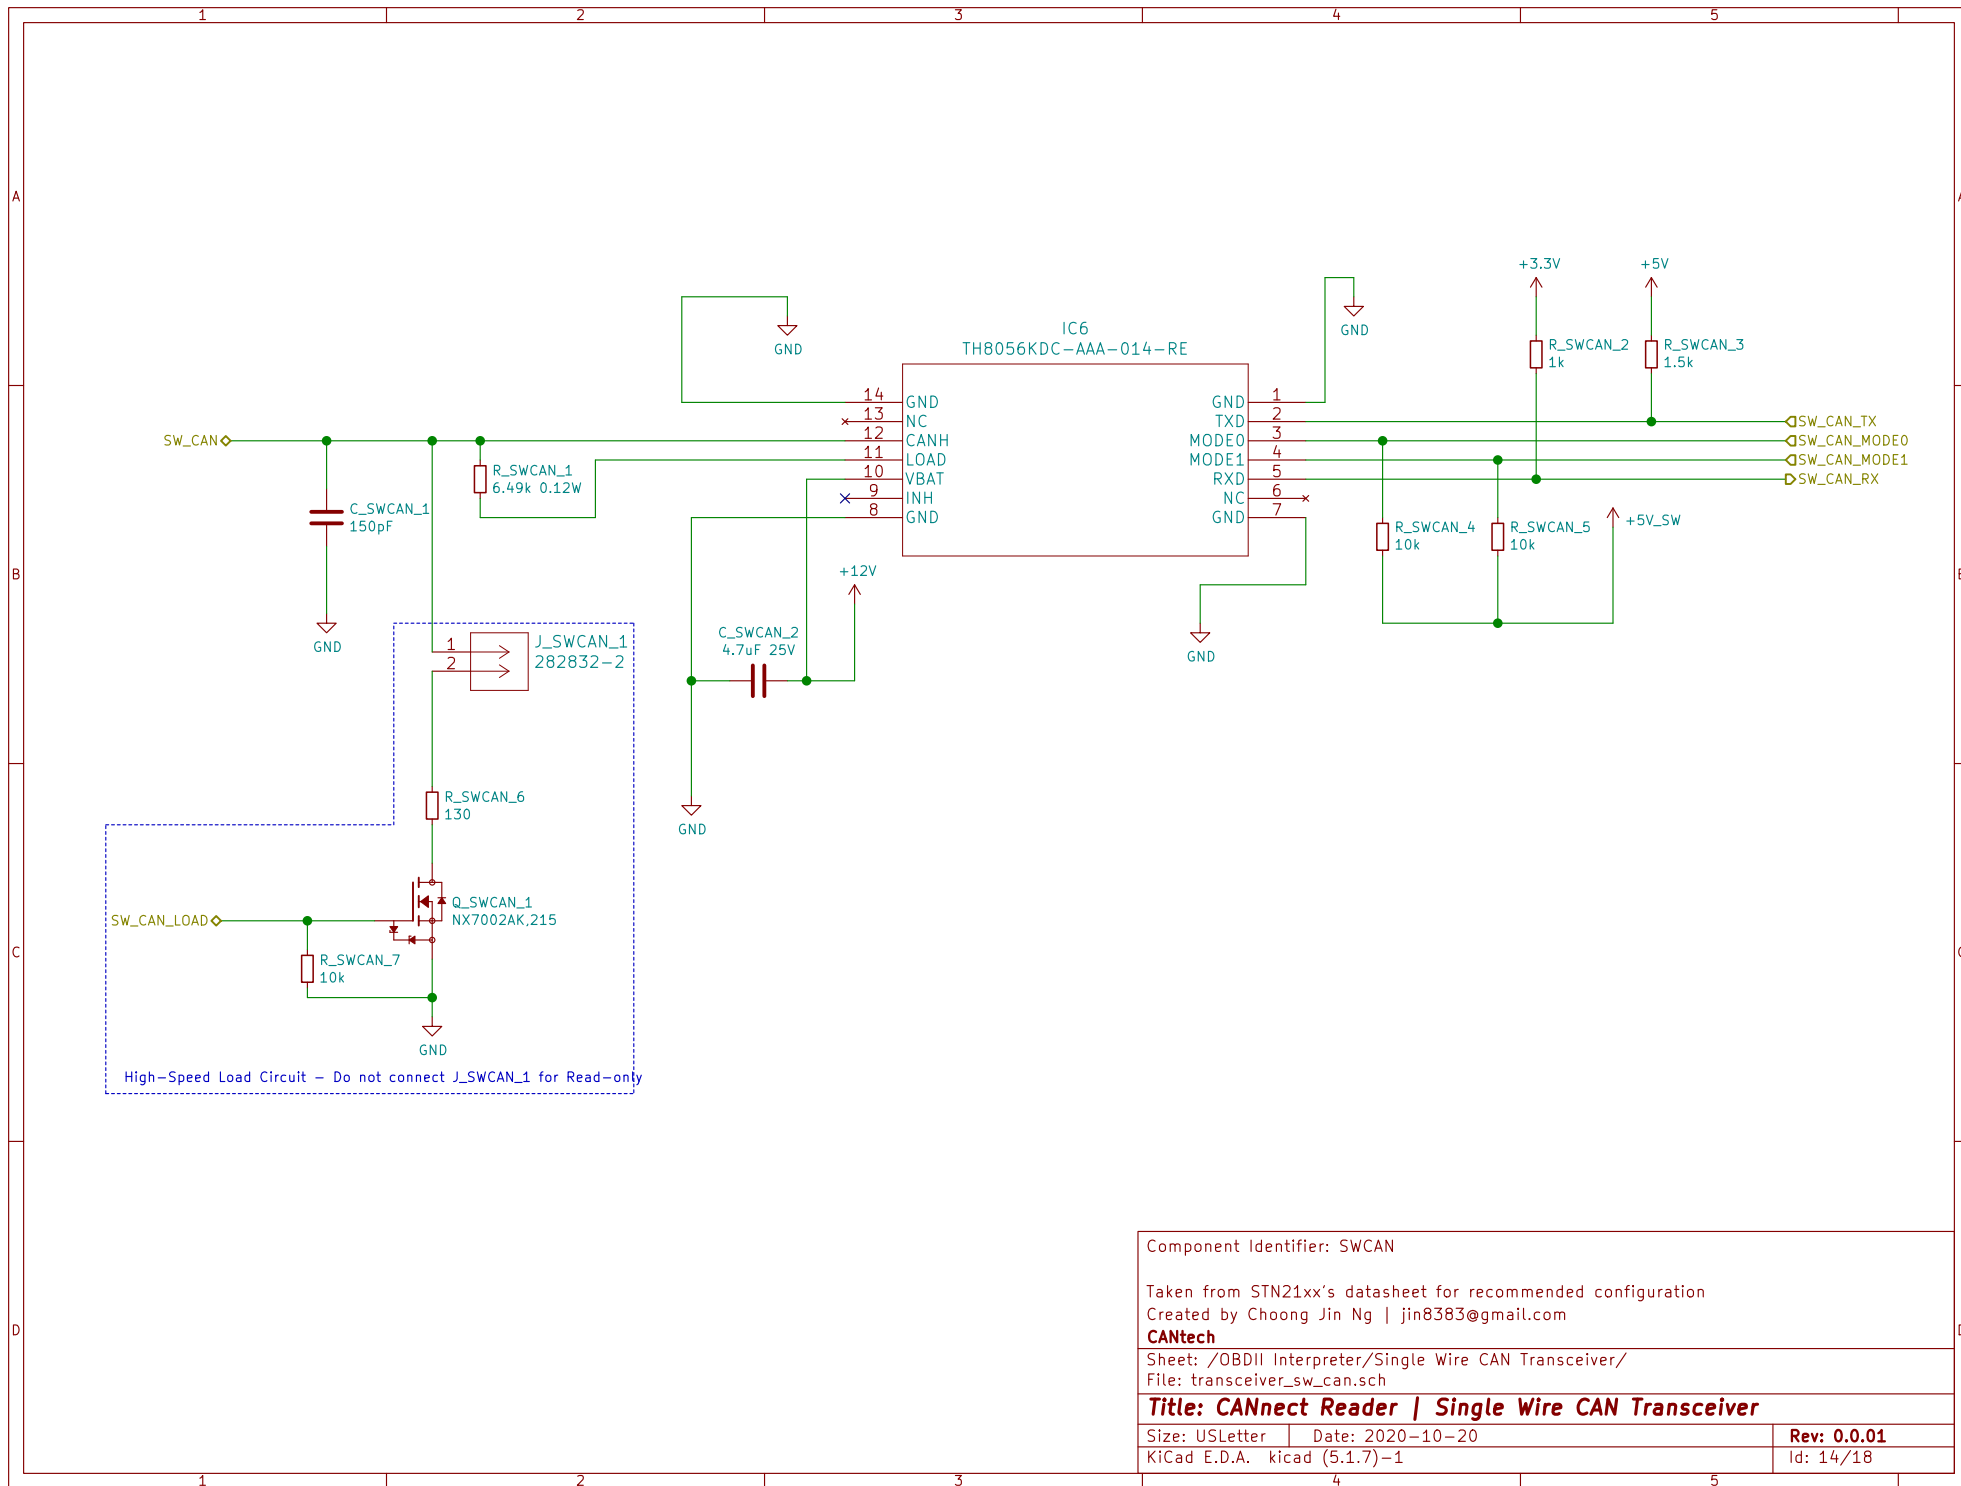 1 2 3 4 5
A
+3.3V
+5V
IC6
TH8056KDC-AAA-014-RE
GND
GND
R_SWCAN_2
1k
R_SWCAN_3
1.5k
14 GND
13 NC
12 CANH
11 LOAD
10 VBAT
9 INH
8 GND
GND 1
TXD 2
MODE0 3
MODE1 4
RXD 5
NC 6
GND 7
SW_CAN_TX
SW_CAN_MODE0
SW_CAN_MODE1
SW_CAN_RX
SW_CAN
R_SWCAN_1
6.49k 0.12W
C_SWCAN_1
150pF
R_SWCAN_4
10k
R_SWCAN_5
10k
+5V_SW
B
+12V
GND
C_SWCAN_2
4.7uF 25V
GND
1
2
J_SWCAN_1
282832-2
R_SWCAN_6
130
GND
Q_SWCAN_1
NX7002AK,215
SW_CAN_LOAD
C
R_SWCAN_7
10k
GND
High-Speed Load Circuit - Do not connect J_SWCAN_1 for Read-only
D
Component Identifier: SWCAN
Taken from STN21xx's datasheet for recommended configuration
Created by Choong Jin Ng | jin8383@gmail.com
CANtech
Sheet: /OBDII Interpreter/Single Wire CAN Transceiver/
File: transceiver_sw_can.sch
Title: CANnect Reader | Single Wire CAN Transceiver
Size: USLetter Date: 2020-10-20 Rev: 0.0.01
KiCad E.D.A. kicad (5.1.7)-1 Id: 14/18
1 2 3 4 5